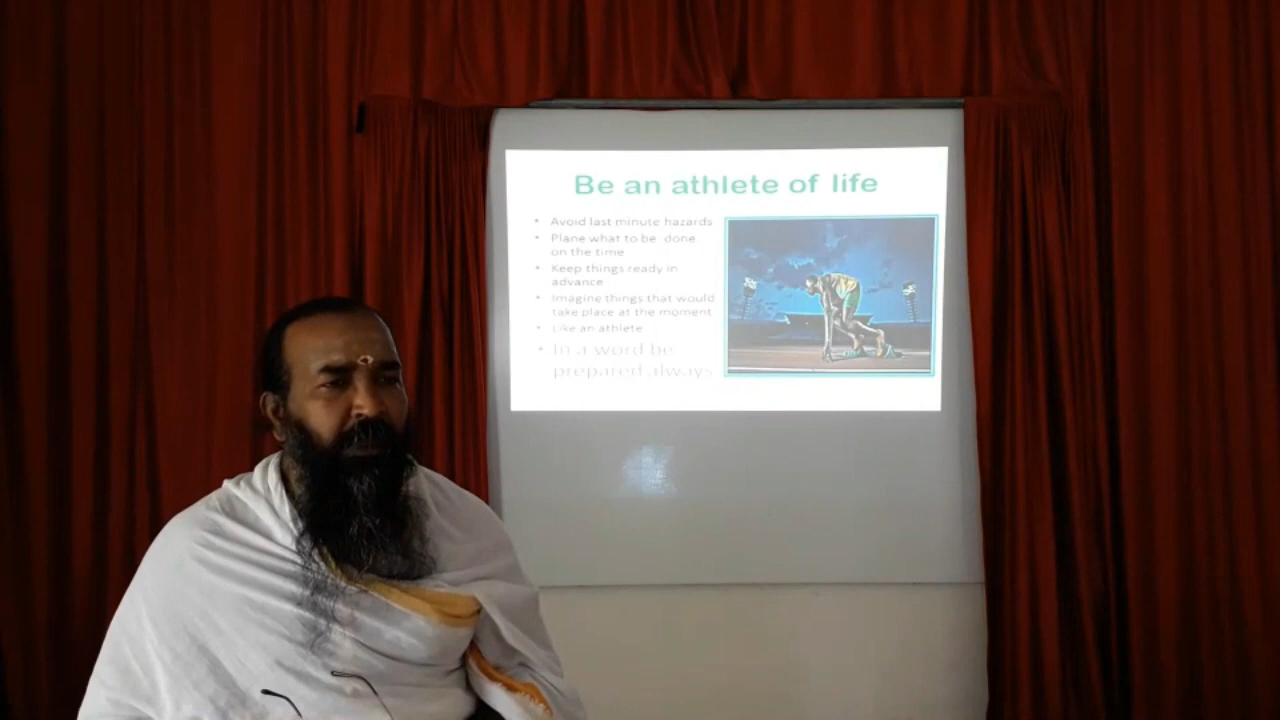 Be an athlete of life
• Avoid last minute hazards
• Plane what to be done
on the time
• Keep things ready in
advance
• Imagine things that would
take place at the moment
• Like an athlete
• In a word be
prepared always